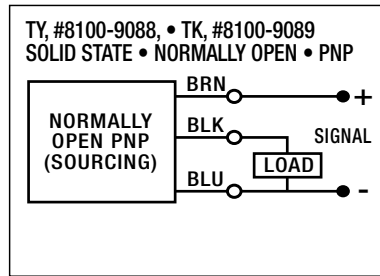 TY, #8100-9088, • TK, #8100-9089
SOLID STATE • NORMALLY OPEN • PNP
BRN
+
NORMALLY
OPEN PNP
(SOURCING)
BLK
SIGNAL
LOAD
BLU
-